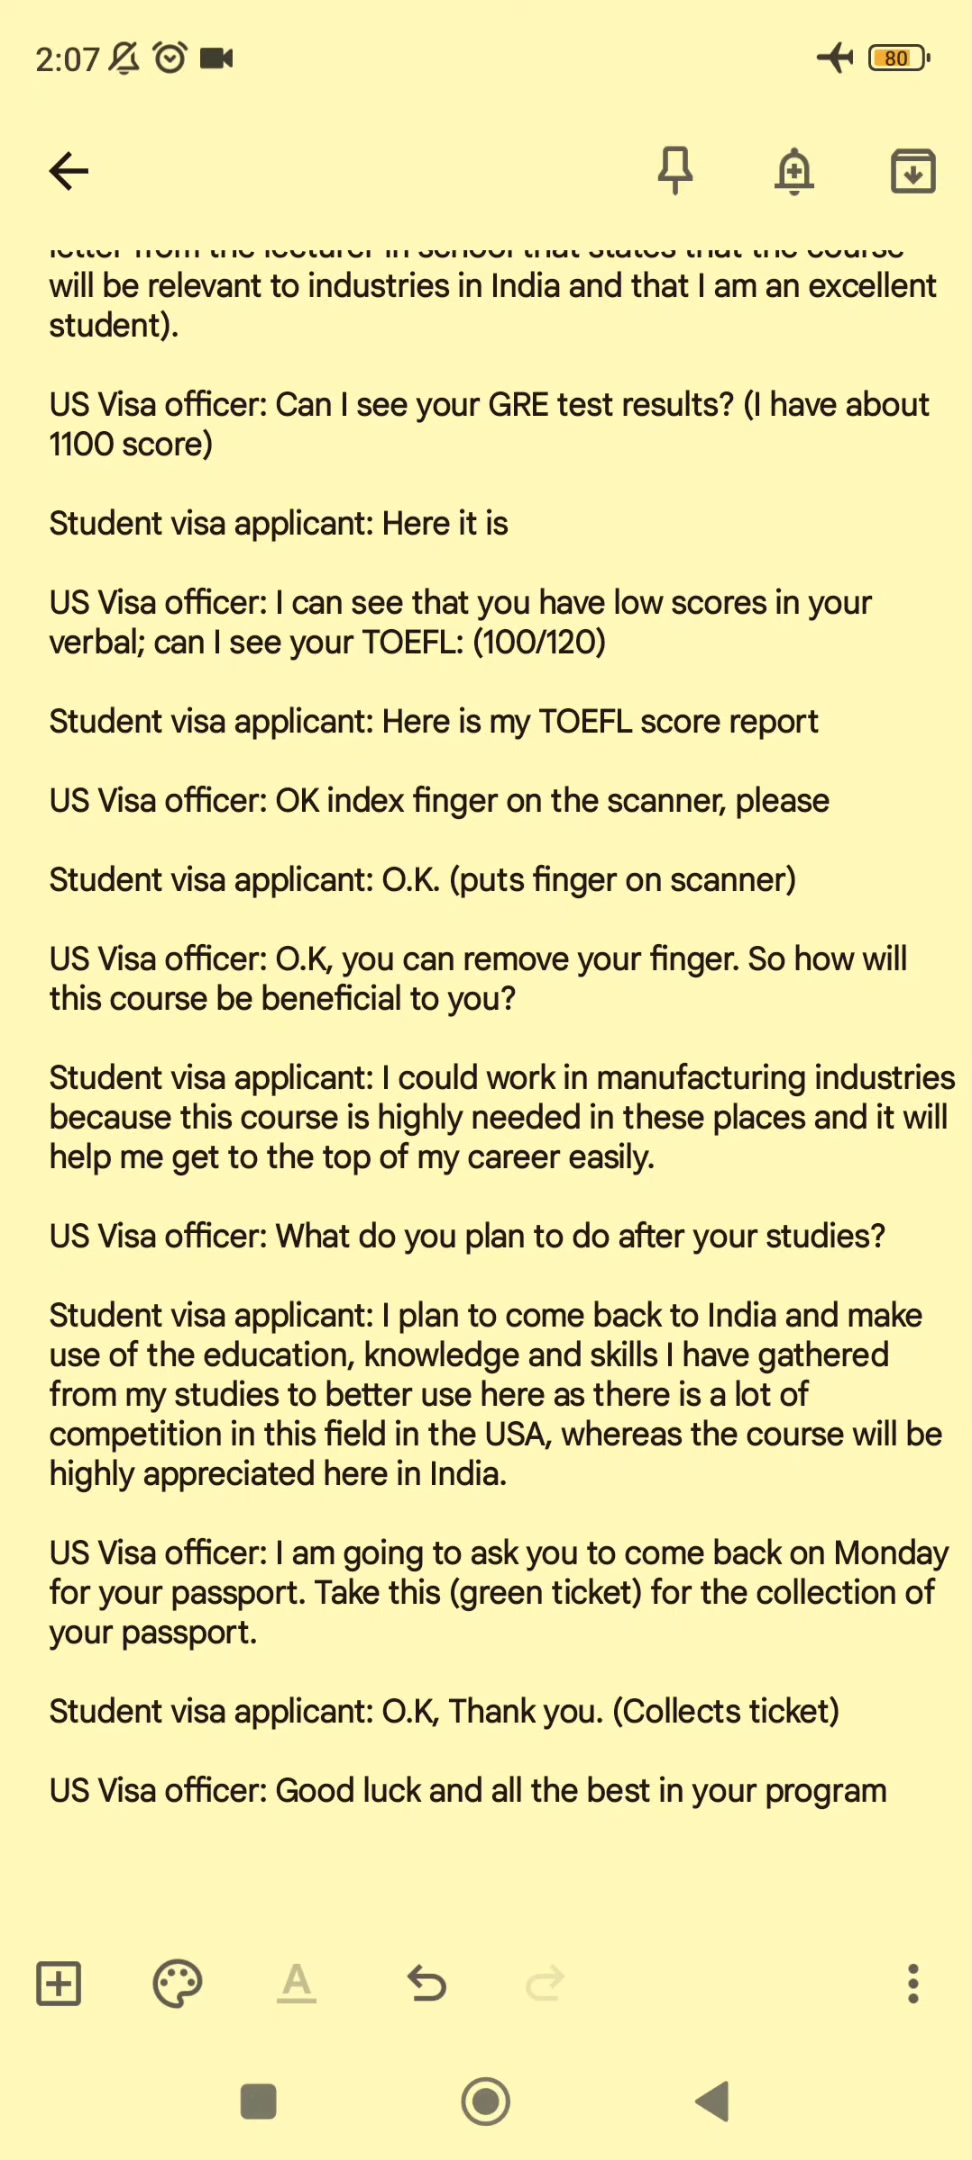 2:07
80
letter from the lecturer in school that states that the course
will be relevant to industries in India and that I am an excellent
student).
US Visa officer: Can I see your GRE test results? (I have about
1100 score)
Student visa applicant: Here it is
US Visa officer: I can see that you have low scores in your
verbal; can I see your TOEFL: (100/120)
Student visa applicant: Here is my TOEFL score report
US Visa officer: OK index finger on the scanner, please
Student visa applicant: O.K. (puts finger on scanner)
US Visa officer: O.K, you can remove your finger. So how will
this course be beneficial to you?
Student visa applicant: I could work in manufacturing industries
because this course is highly needed in these places and it will
help me get to the top of my career easily.
US Visa officer: What do you plan to do after your studies?
Student visa applicant: I plan to come back to India and make
use of the education, knowledge and skills I have gathered
from my studies to better use here as there is a lot of
competition in this field in the USA, whereas the course will be
highly appreciated here in India.
US Visa officer: I am going to ask you to come back on Monday
for your passport. Take this (green ticket) for the collection of
your passport.
Student visa applicant: O.K, Thank you. (Collects ticket)
US Visa officer: Good luck and all the best in your program
A